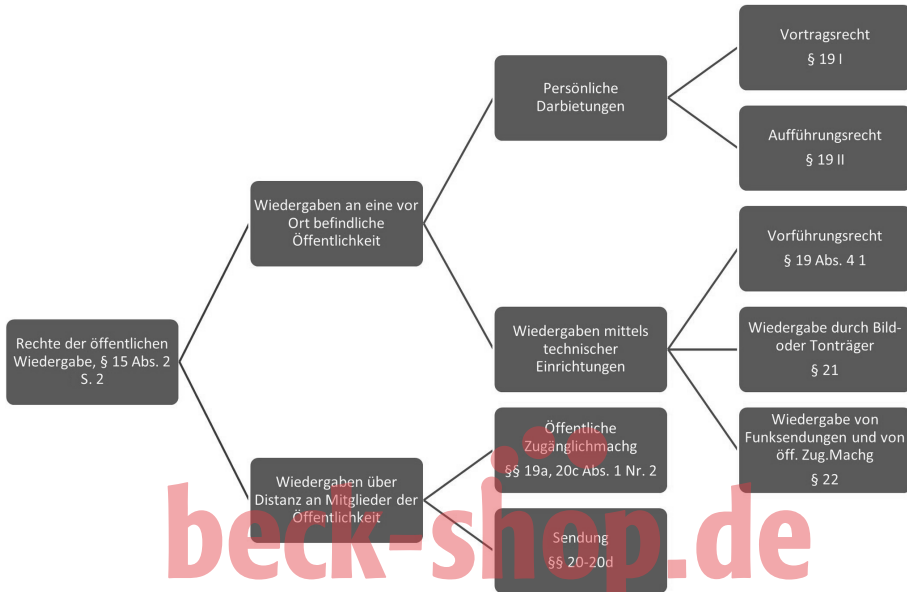 Rechte der öffentlichen
Wiedergabe, § 15 Abs. 2
S. 2
Wiedergaben an eine vor
Ort befindliche
Öffentlichkeit
Persönliche
Darbietungen
Vortragsrecht
§ 19 I
Aufführungsrecht
§ 19 II
Wiedergaben mittels
technischer
Einrichtungen
Vorführungsrecht
§ 19 Abs. 4 1
Wiedergabe durch Bild-
oder Tonträger
§ 21
Wiedergabe von
Funksendungen und von
öff. Zug.Machg
§ 22
Wiedergaben über
Distanz an Mitglieder der
Öffentlichkeit
Öffentliche
Zugänglichmachg
§§ 19a, 20c Abs. 1 Nr. 2
Sendung
§§ 20-20d
beck-shop.de